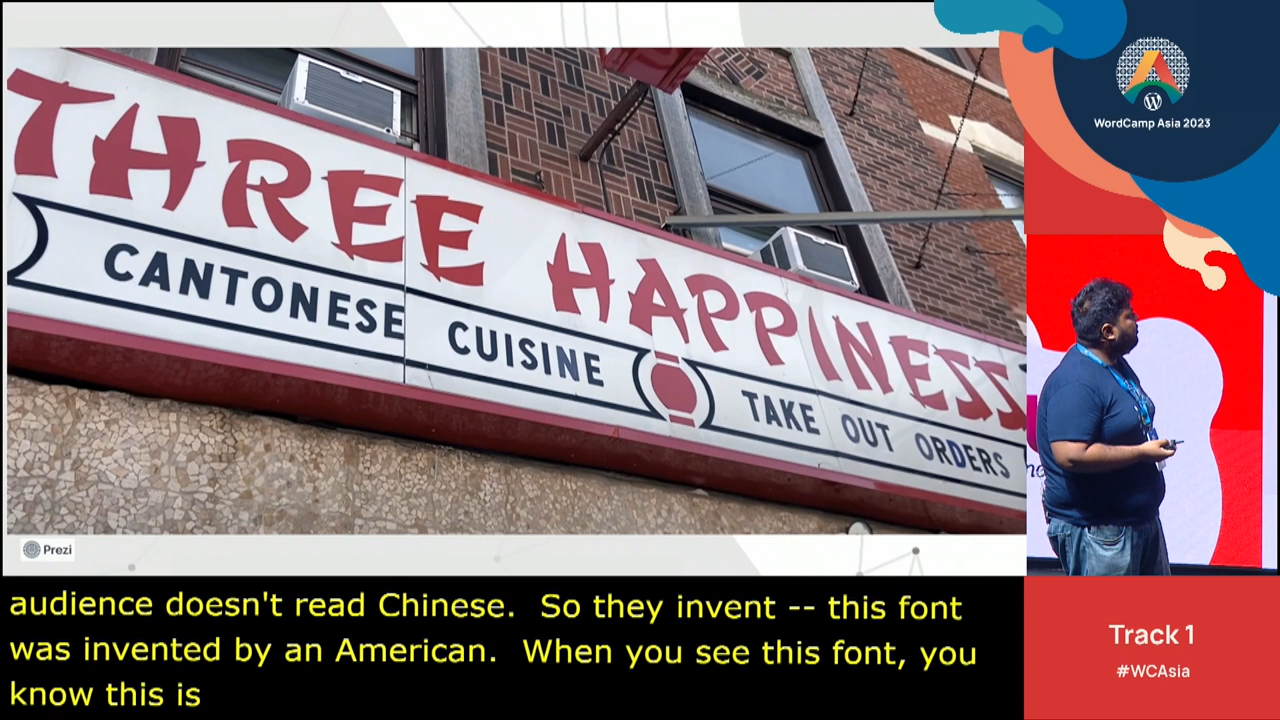 THREE HAPPINESS
CANTONESE CUISINE TAKE OUT ORDERS
Prezi
audience doesn't read Chinese. So they invent -- this font
was invented by an American. When you see this font, you
know this is
WordCamp Asia 2023
Track 1
#WCAsia